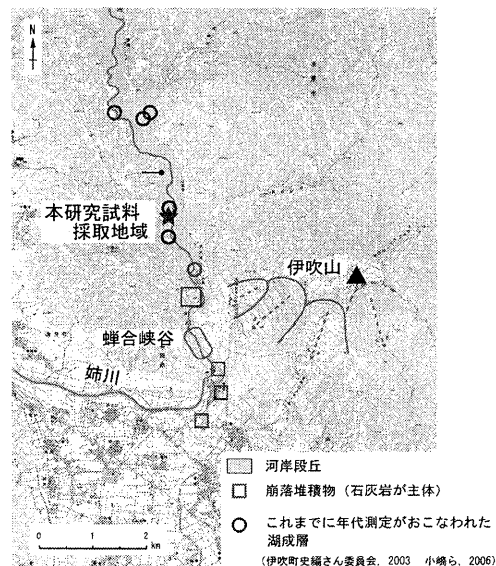 N
本研究試料
採取地域
伊吹山
蝉合峡谷
姉川
河岸段丘
崩落堆積物（石灰岩が主体）
これまでに年代測定がおこなわれた
湖成層
（伊吹町史編さん委員会, 2003　小嶋ら, 2006）
0 1 2
km